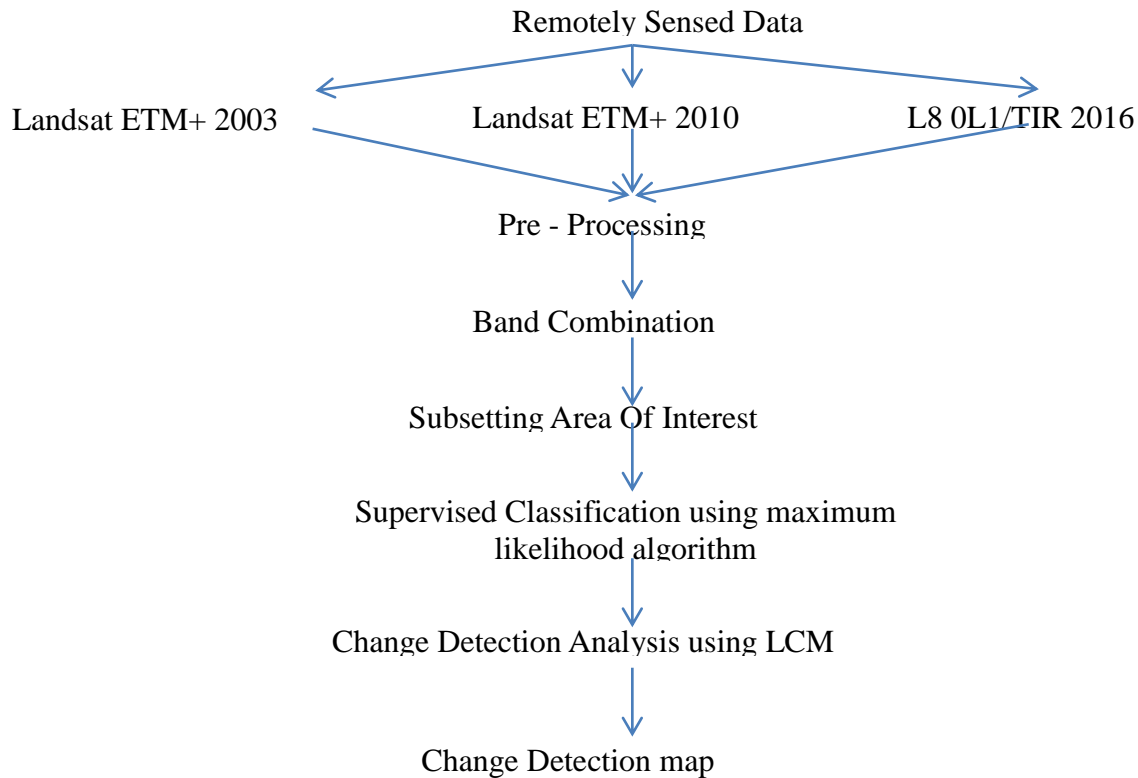 Remotely Sensed Data
Landsat ETM+ 2003
Landsat ETM+ 2010
L8 0L1/TIR 2016
Pre - Processing
Band Combination
Subsetting Area Of Interest
Supervised Classification using maximum
likelihood algorithm
Change Detection Analysis using LCM
Change Detection map